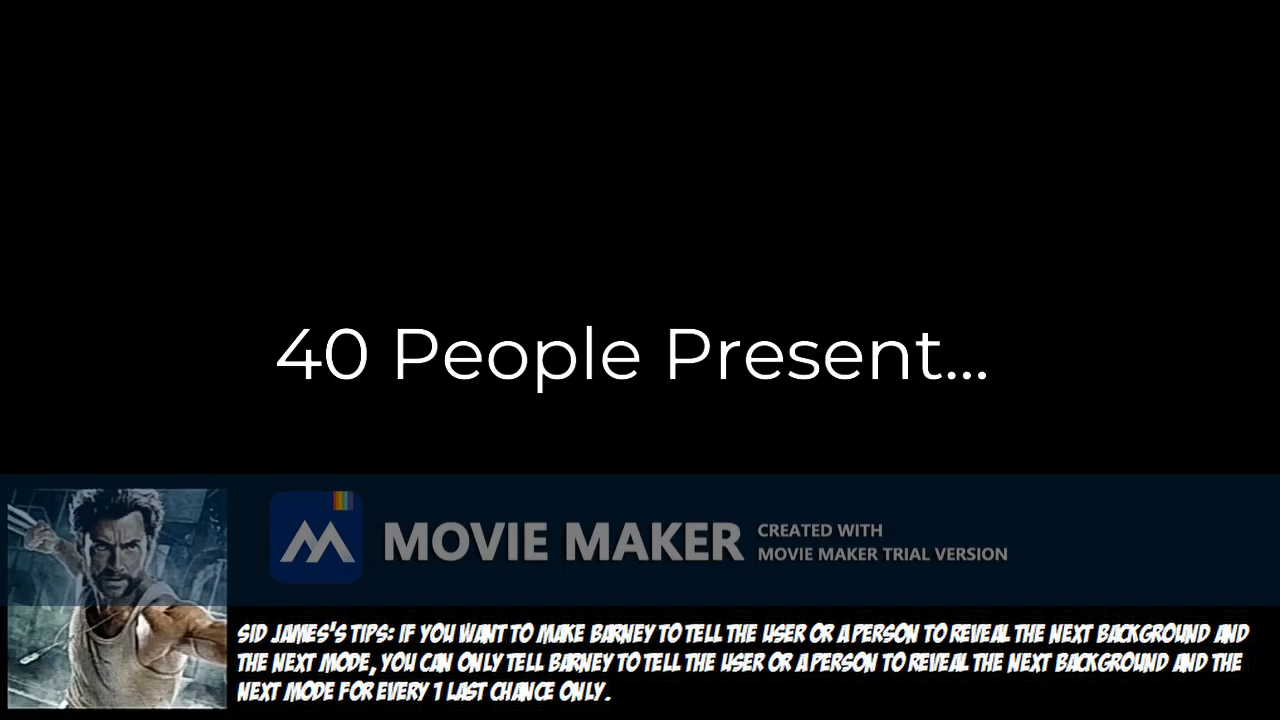 40 People Present...
MOVIE MAKER
CREATED WITH
MOVIE MAKER TRIAL VERSION
SID JAMES'S TIPS: IF YOU WANT TO MAKE BARNEY TO TELL THE USER OR A PERSON TO REVEAL THE NEXT BACKGROUND AND
THE NEXT MODE, YOU CAN ONLY TELL BARNEY TO TELL THE USER OR A PERSON TO REVEAL THE NEXT BACKGROUND AND THE
NEXT MODE FOR EVERY 1 LAST CHANCE ONLY.